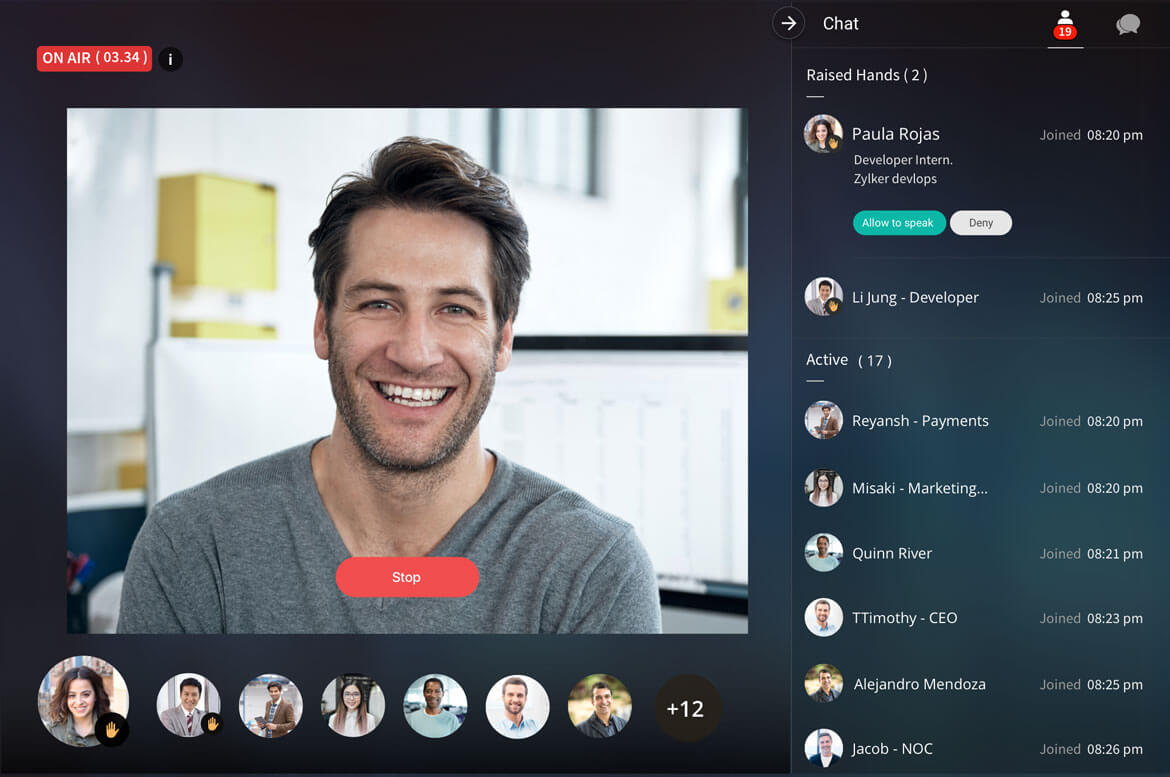 ON AIR ( 03.34 )
i
Stop
+12
Chat
19
Raised Hands ( 2 )
Paula Rojas Joined 08:20 pm
Developer Intern.
Zylker devlops
Allow to speak Deny
Li Jung - Developer Joined 08:25 pm
Active ( 17 )
Reyansh - Payments Joined 08:20 pm
Misaki - Marketing... Joined 08:20 pm
Quinn River Joined 08:21 pm
TTimothy - CEO Joined 08:23 pm
Alejandro Mendoza Joined 08:25 pm
Jacob - NOC Joined 08:26 pm